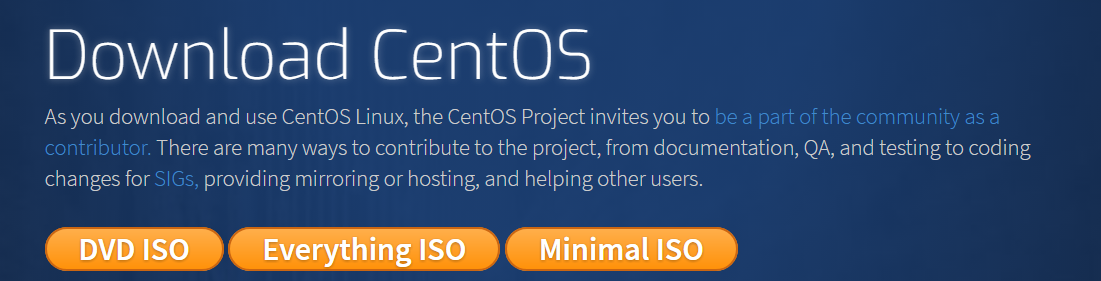 Download CentOS
As you download and use CentOS Linux, the CentOS Project invites you to be a part of the community as a
contributor. There are many ways to contribute to the project, from documentation, QA, and testing to coding
changes for SIGs, providing mirroring or hosting, and helping other users.
DVD ISO Everything ISO Minimal ISO